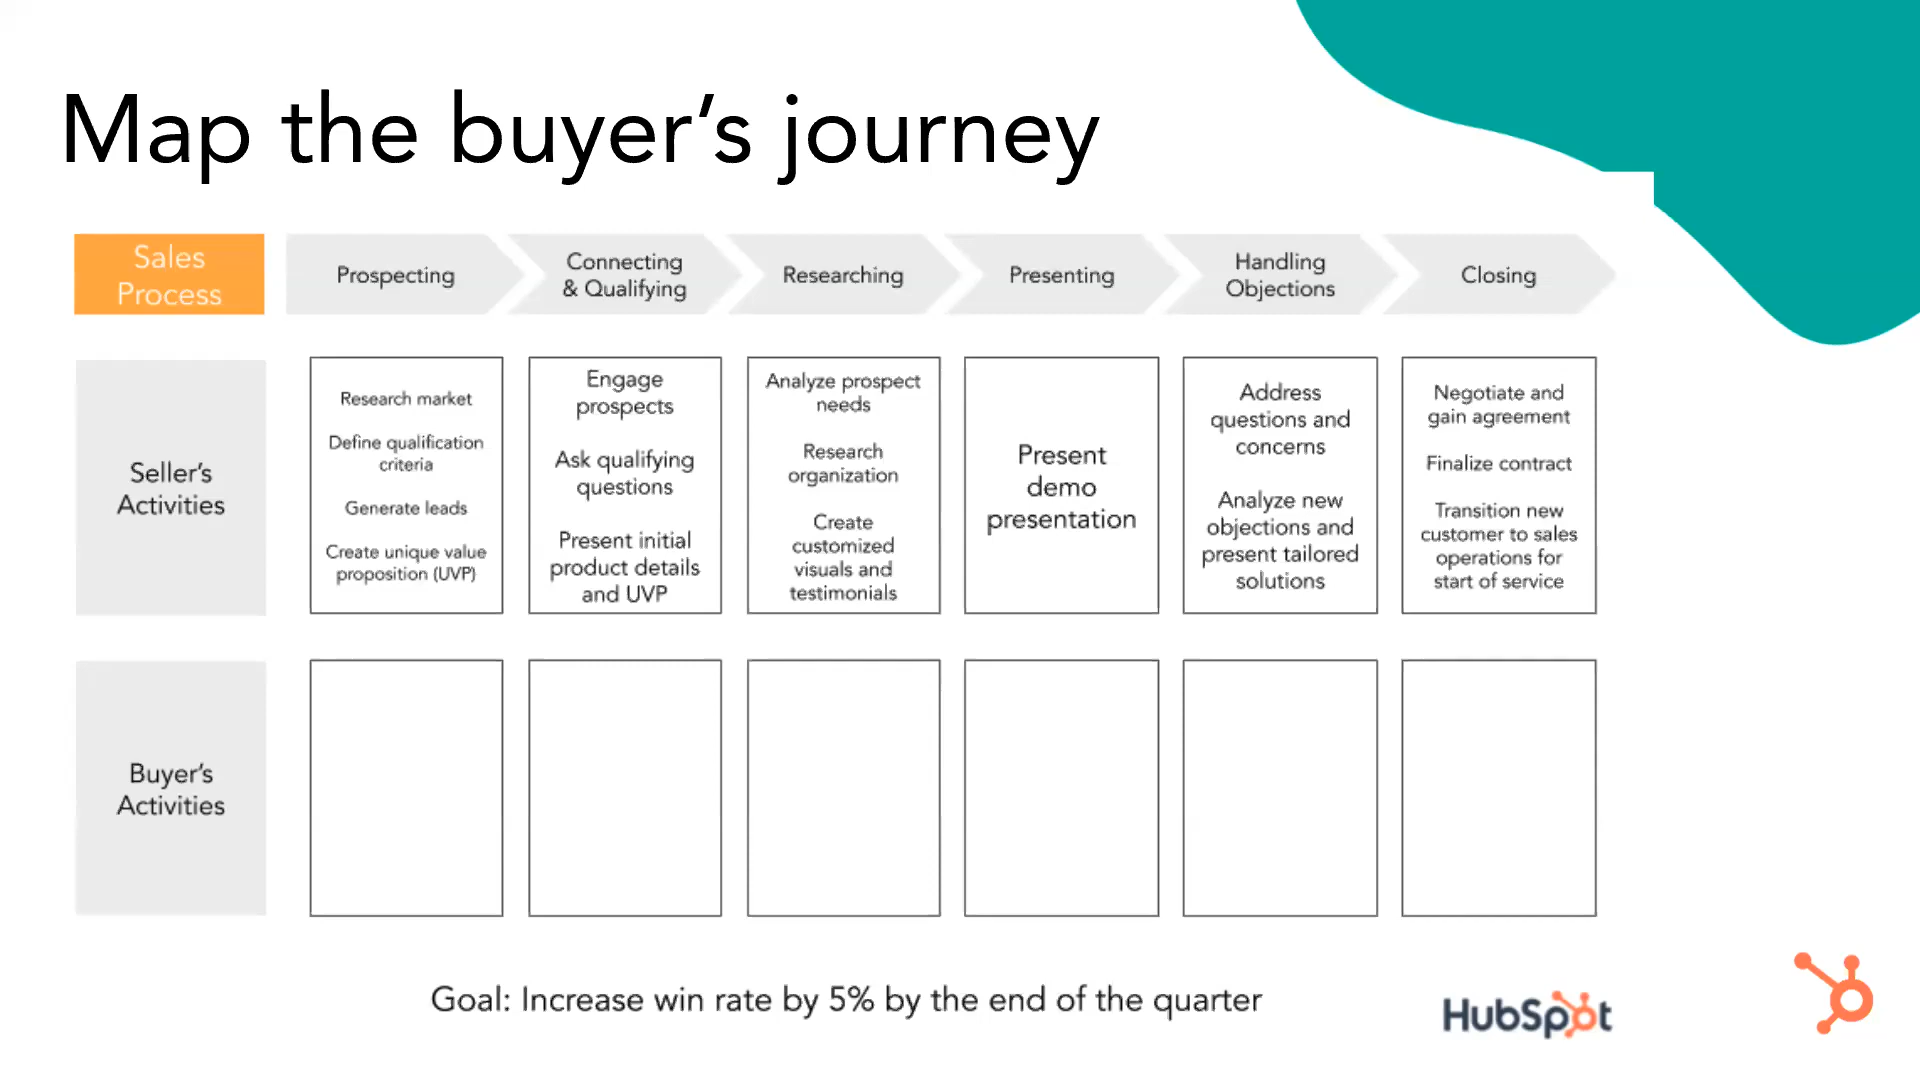 Map the buyer’s journey
Sales
Process
Prospecting
Connecting
& Qualifying
Researching
Presenting
Handling
Objections
Closing
Seller’s
Activities
Research market
Define qualification
criteria
Generate leads
Create unique value
proposition (UVP)
Engage
prospects
Ask qualifying
questions
Present initial
product details
and UVP
Analyze prospect
needs
Research
organization
Create
customized
visuals and
testimonials
Present
demo
presentation
Address
questions and
concerns
Analyze new
objections and
present tailored
solutions
Negotiate and
gain agreement
Finalize contract
Transition new
customer to sales
operations for
start of service
Buyer’s
Activities
Goal: Increase win rate by 5% by the end of the quarter
HubSpot